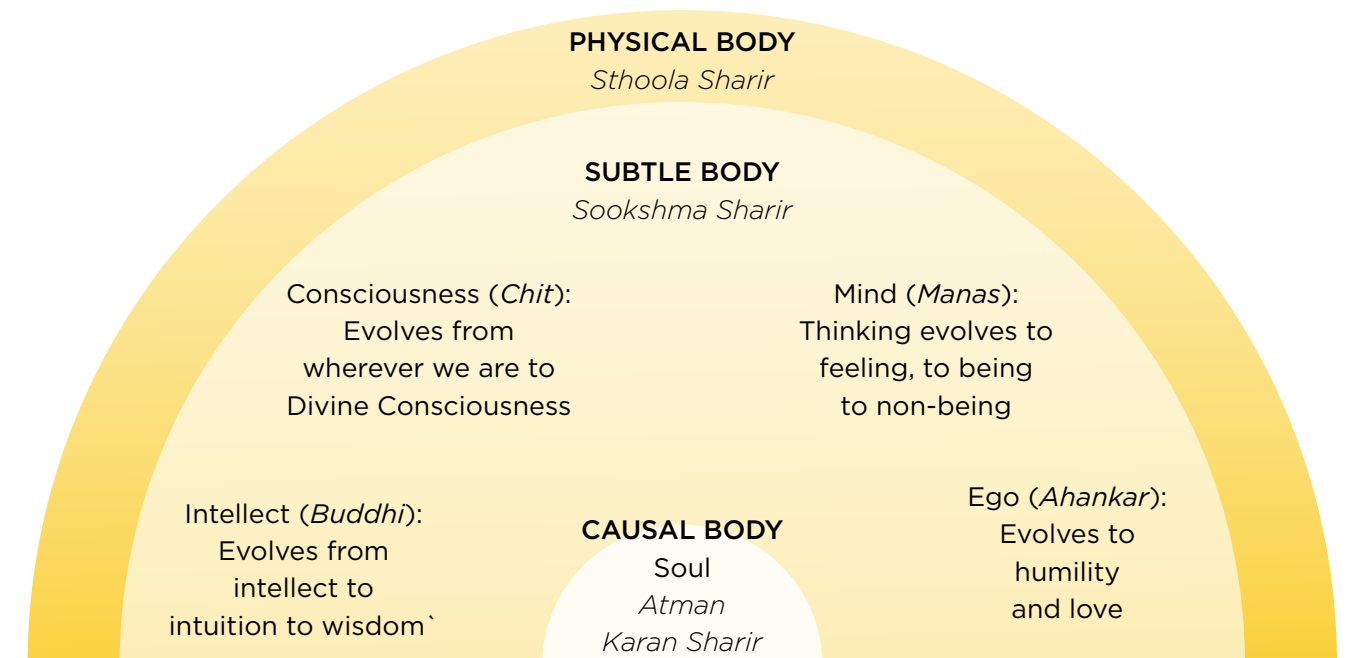 PHYSICAL BODY
Sthoola Sharir
SUBTLE BODY
Sookshma Sharir
Consciousness (Chit):
Evolves from
wherever we are to
Divine Consciousness
Mind (Manas):
Thinking evolves to
feeling, to being
to non-being
Intellect (Buddhi):
Evolves from
intellect to
intuition to wisdom`
CAUSAL BODY
Soul
Atman
Karan Sharir
Ego (Ahankar):
Evolves to
humility
and love